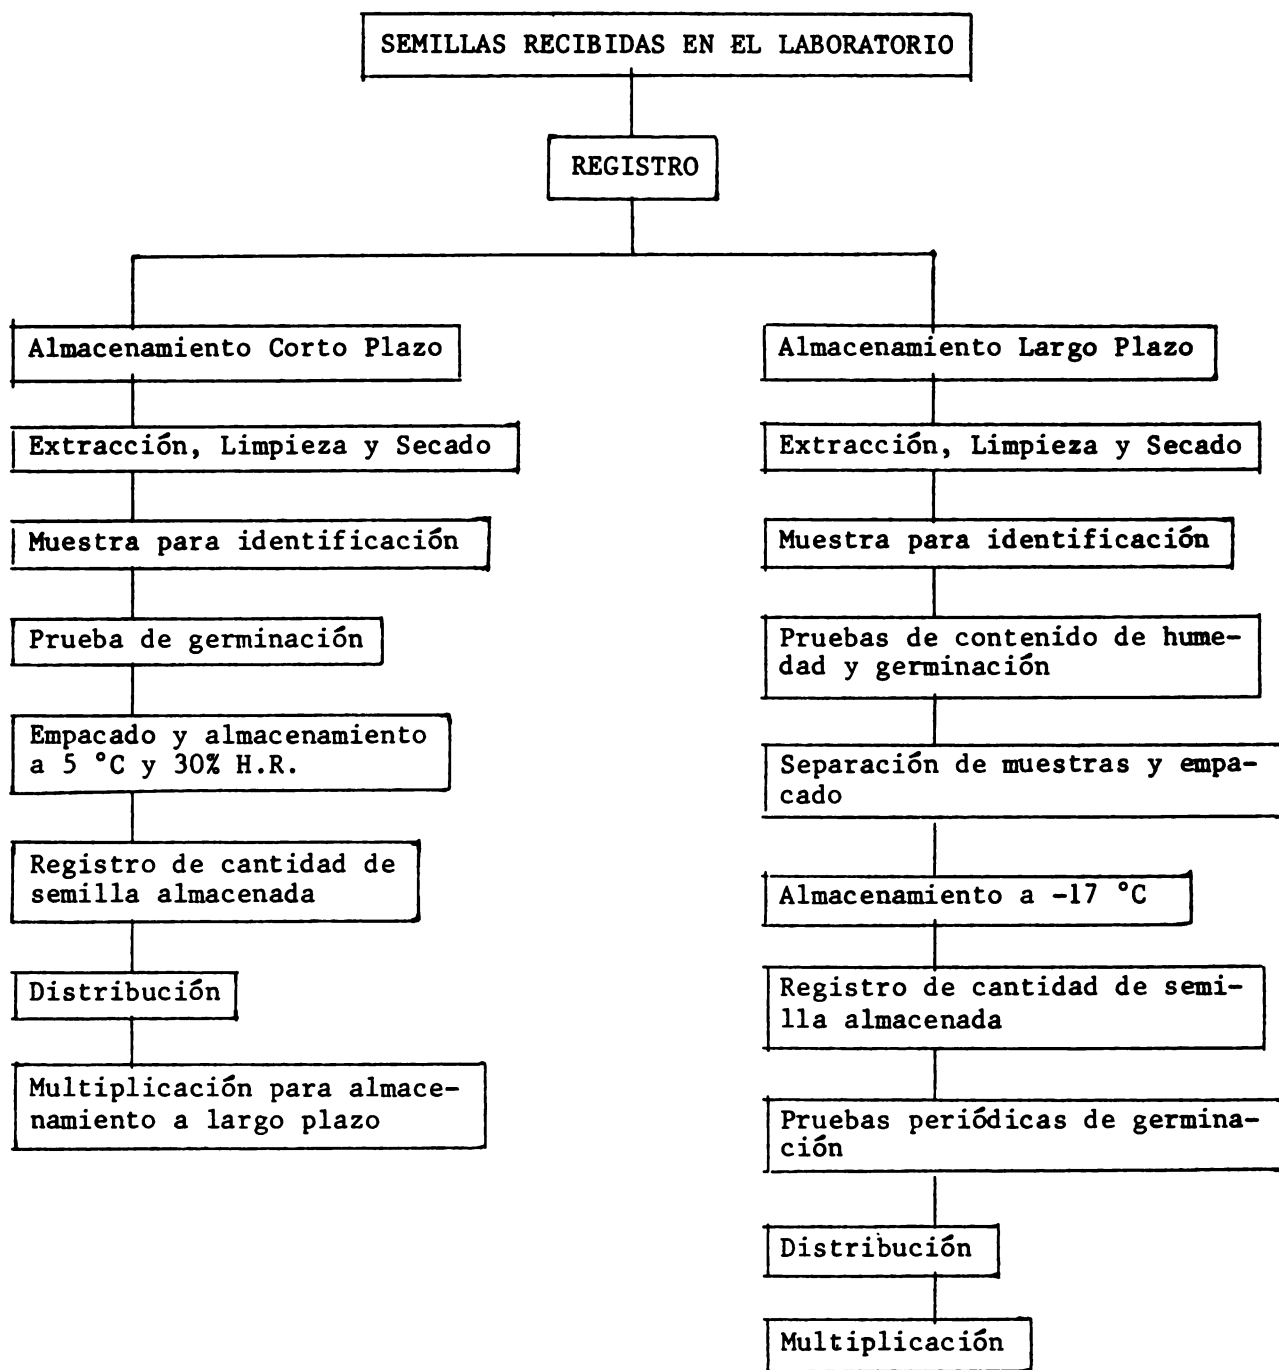 SEMILLAS RECIBIDAS EN EL LABORATORIO
REGISTRO
Almacenamiento Corto Plazo
Extracción, Limpieza y Secado
Muestra para identificación
Prueba de germinación
Empacado y almacenamiento
a 5 °C y 30% H.R.
Registro de cantidad de
semilla almacenada
Distribución
Multiplicación para almace-
namiento a largo plazo
Almacenamiento Largo Plazo
Extracción, Limpieza y Secado
Muestra para identificación
Pruebas de contenido de hume-
dad y germinación
Separación de muestras y empa-
cado
Almacenamiento a -17 °C
Registro de cantidad de semi-
lla almacenada
Pruebas periódicas de germina-
ción
Distribución
Multiplicación